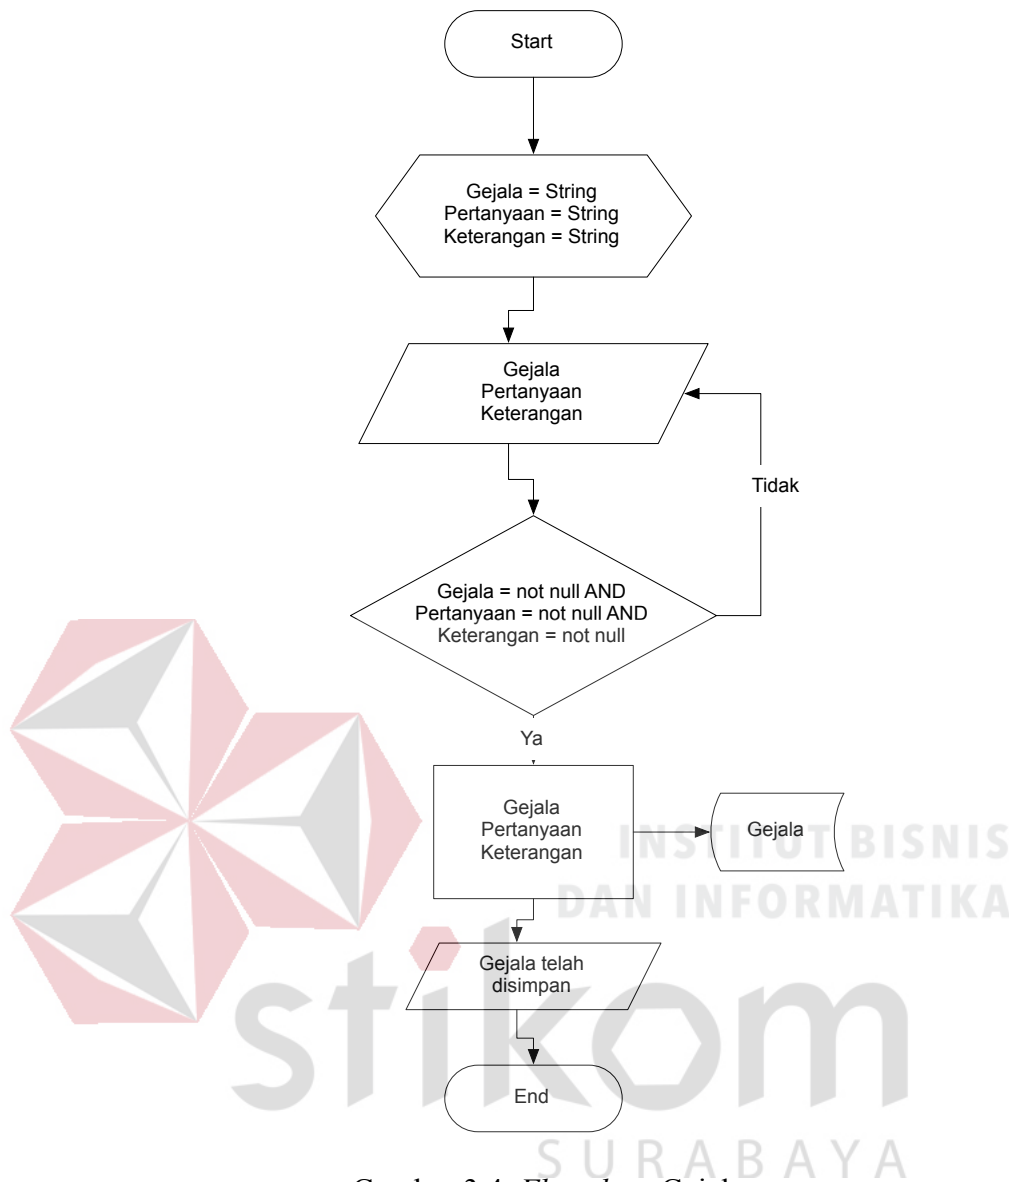 Start
Gejala = String
Pertanyaan = String
Keterangan = String
Gejala
Pertanyaan
Keterangan
Tidak
Gejala = not null AND
Pertanyaan = not null AND
Keterangan = not null
Ya
Gejala
Pertanyaan
Keterangan
Gejala
INSTITUT BISNIS
DAN INFORMATIKA
Gejala telah
disimpan
stikom
End
SURABAYA